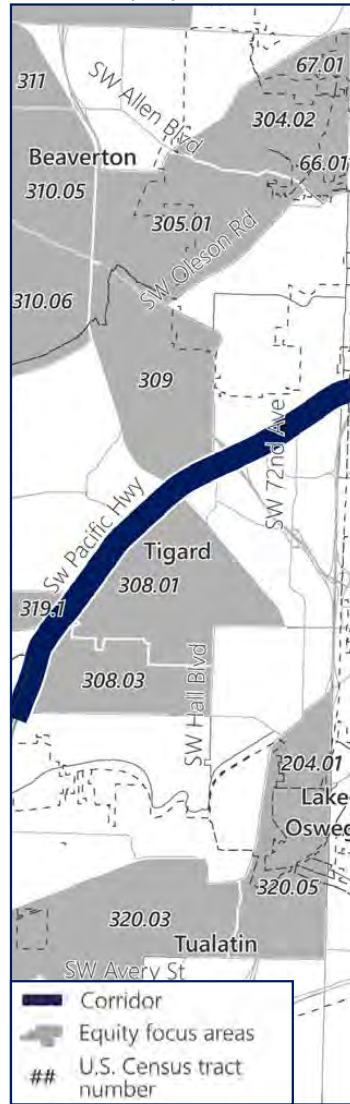 67.01
311
SW Allen Blvd
304.02
Beaverton
66.01
310.05
305.01
SW Oleson Rd
310.06
309
SW 72nd Ave
Sw Pacific Hwy
Tigard
308.01
319.1
308.03
SW Hall Blvd
204.01
Lake
Osweg
320.05
320.03
Tualatin
SW Avery St
Corridor
Equity focus areas
## U.S. Census tract
number